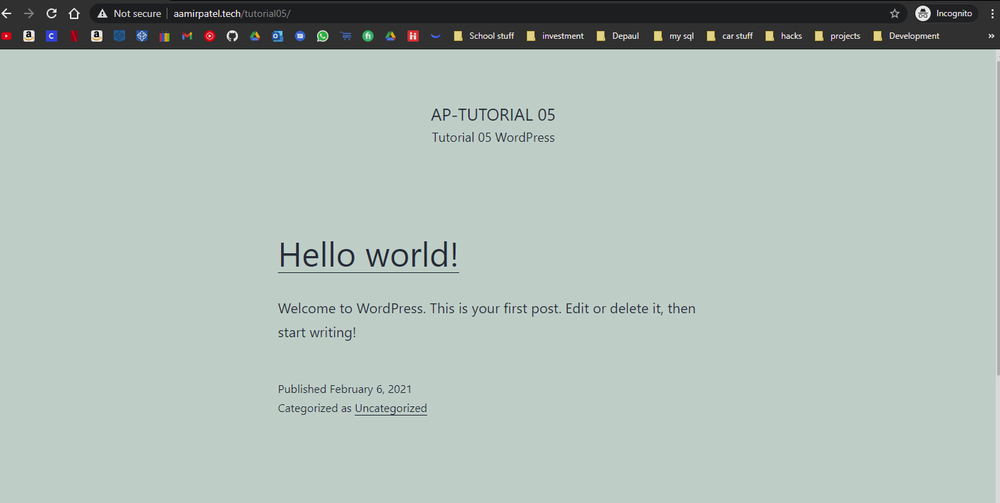 Not secure
aamirpatel.tech/tutorial05/
Incognito
School stuff
investment
Depaul
my sql
car stuff
hacks
projects
Development
»
AP-TUTORIAL 05
Tutorial 05 WordPress
Hello world!
Welcome to WordPress. This is your first post. Edit or delete it, then
start writing!
Published February 6, 2021
Categorized as Uncategorized